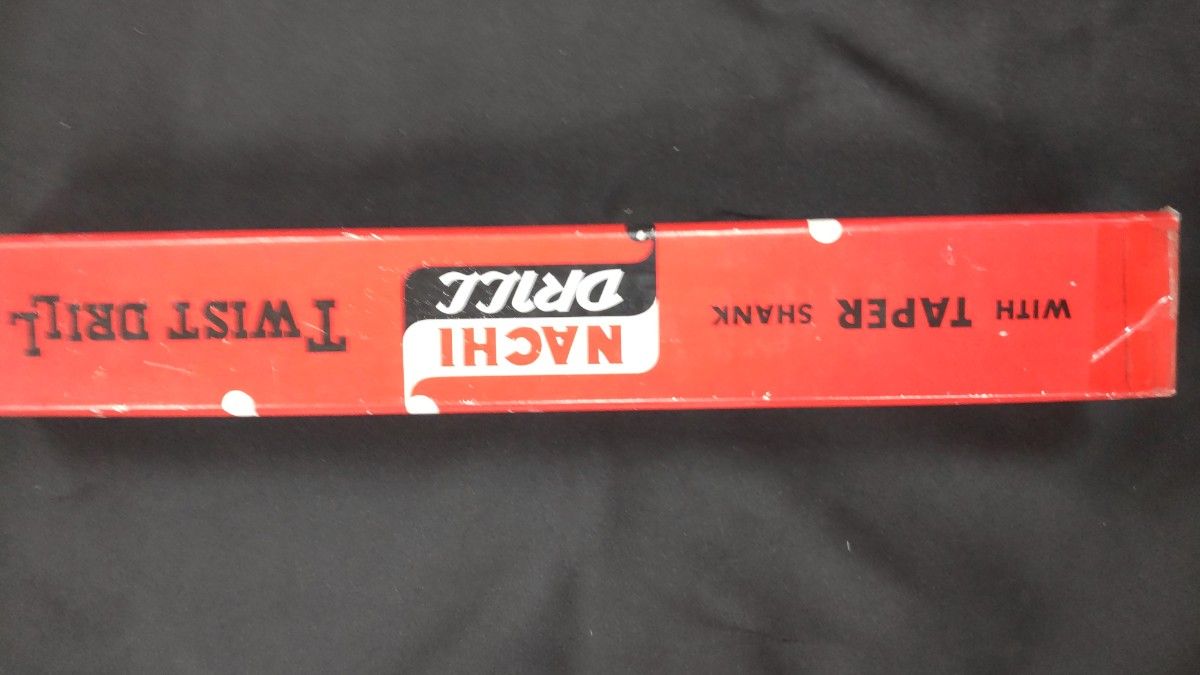 WITH TAPER SHANK
NACHI
DRILL
TWIST DRILL